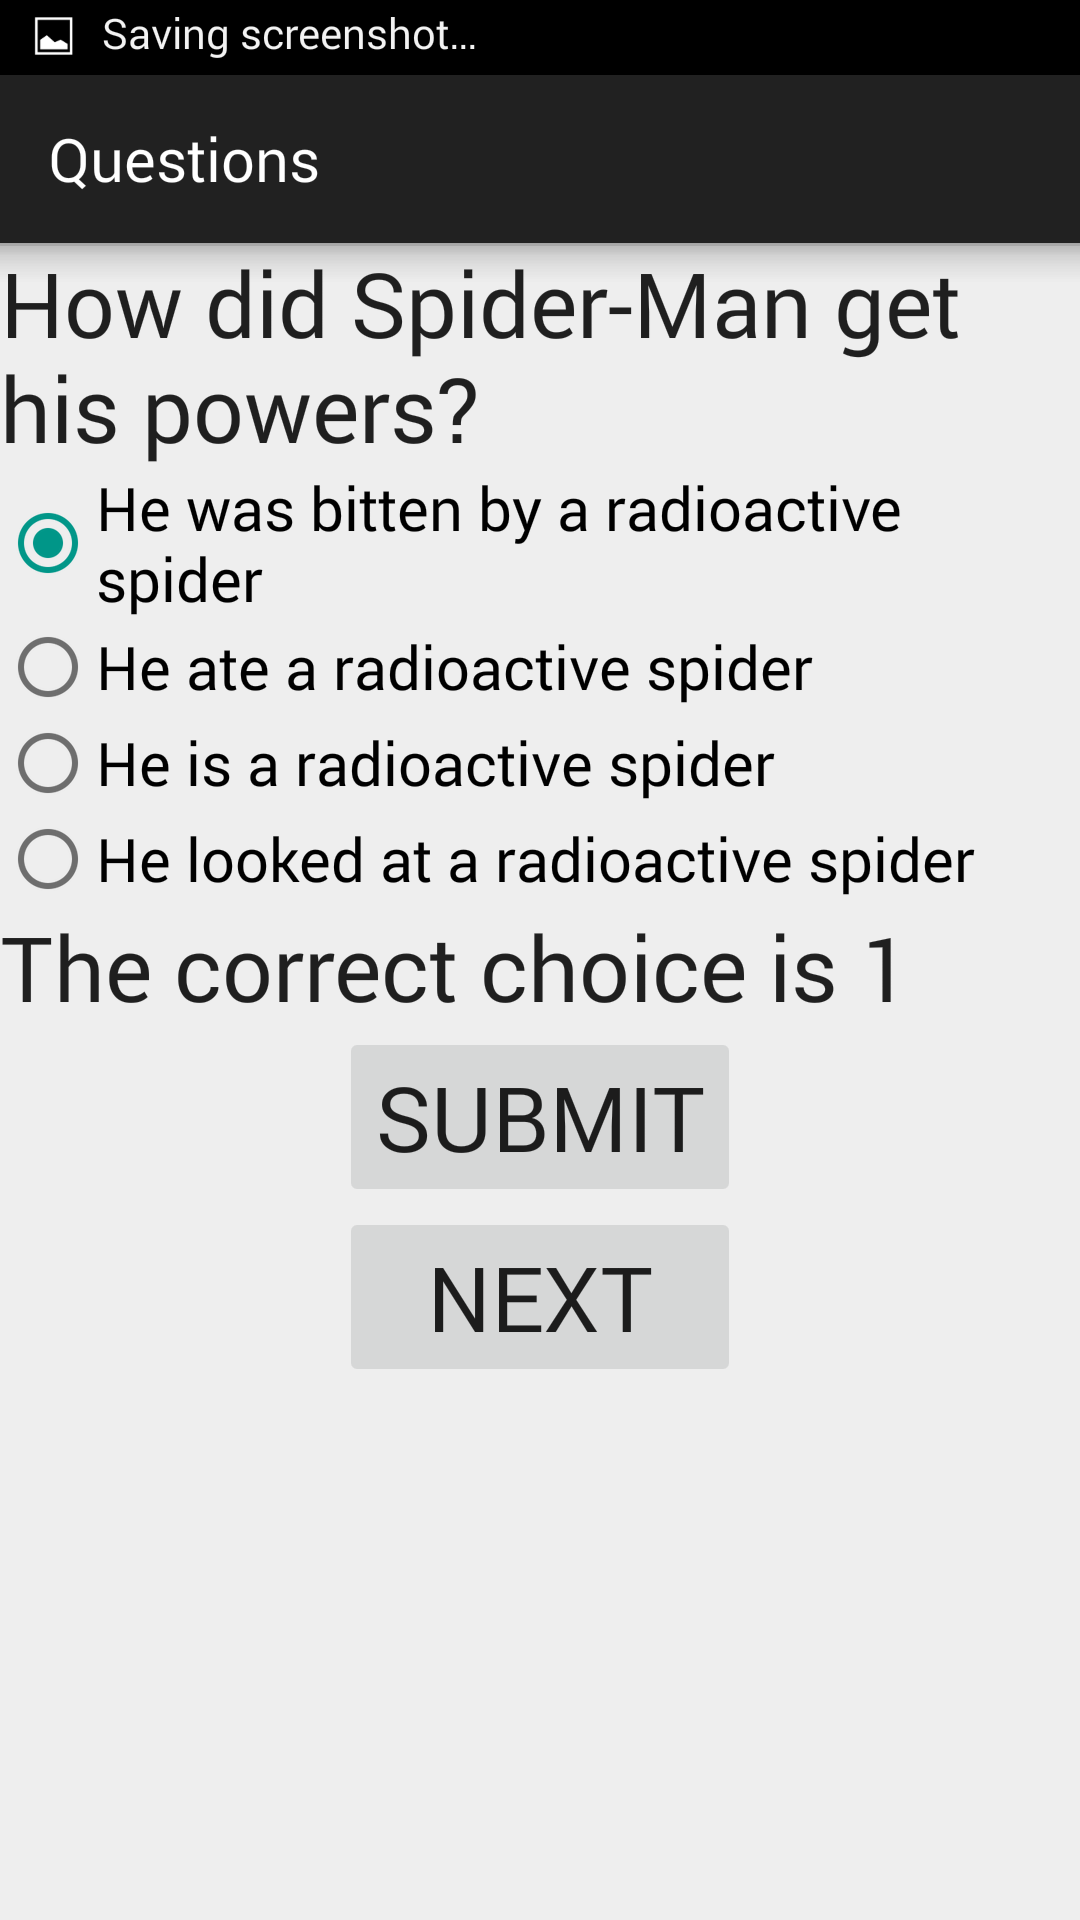 Saving screenshot...
Questions
How did Spider-Man get
his powers?
He was bitten by a radioactive
spider
He ate a radioactive spider
He is a radioactive spider
He looked at a radioactive spider
The correct choice is 1
SUBMIT
NEXT